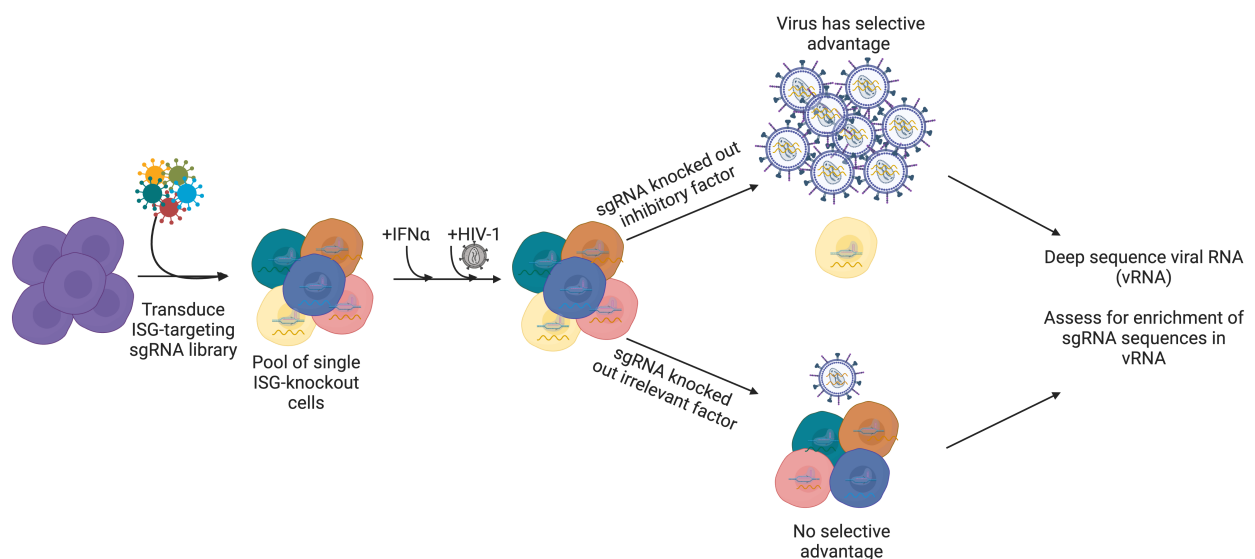 Virus has selective
advantage
Transduce
ISG-targeting
sgRNA library
Pool of single
ISG-knockout
cells
+IFNα
+HIV-1
sgRNA knocked out
inhibitory factor
sgRNA knocked
out irrelevant factor
No selective
advantage
Deep sequence viral RNA
(vRNA)
Assess for enrichment of
sgRNA sequences in
vRNA